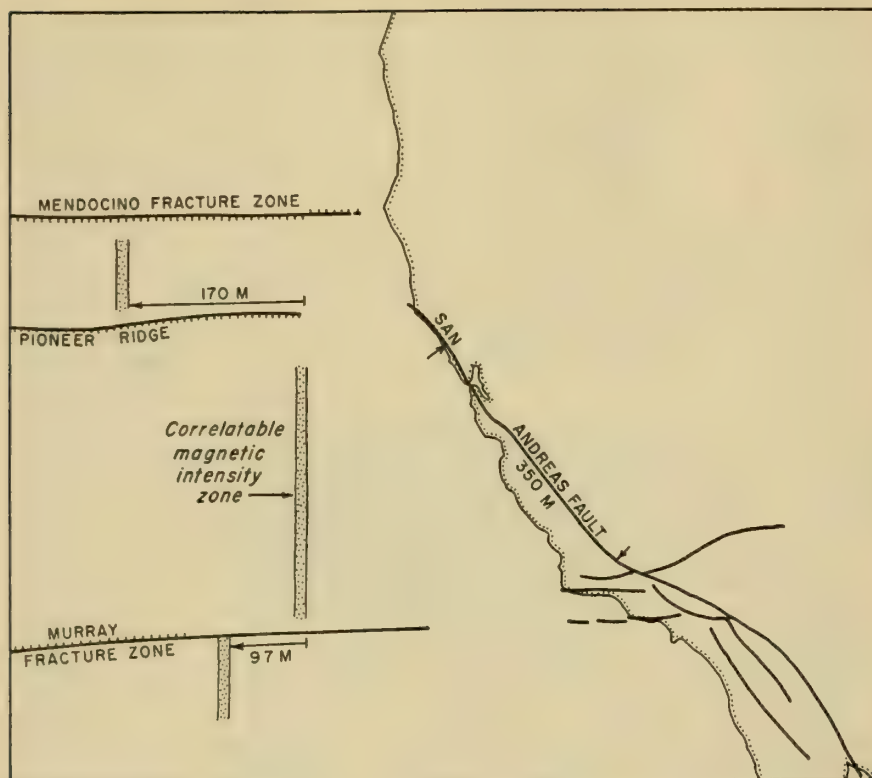 MENDOCINO FRACTURE ZONE
170 M
PIONEER RIDGE
SAN
ANDREAS FAULT
350 M
Correlatable
magnetic
intensity
zone
MURRAY
FRACTURE ZONE
97 M